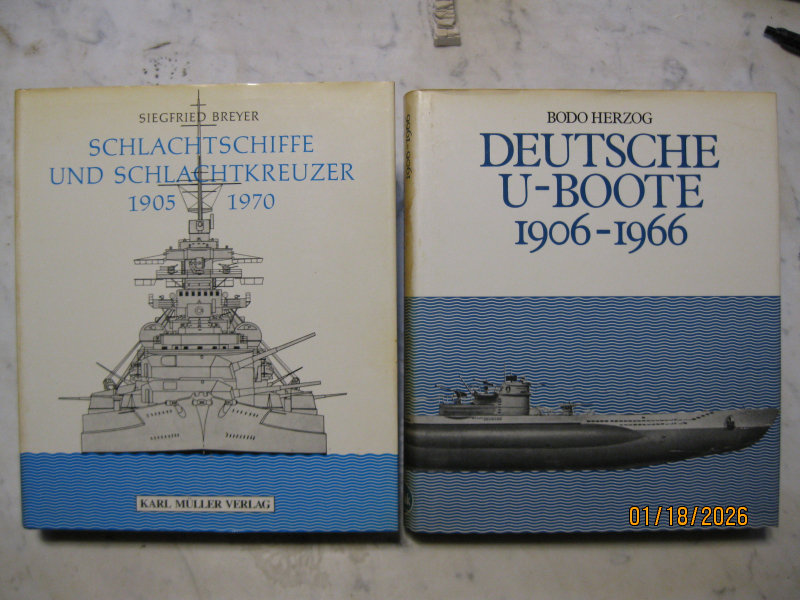 SIEGFRIED BREYER
SCHLACHTSCHIFFE
UND SCHLACHTKREUZER
1905 1970
KARL MÜLLER VERLAG
1906-1966
BODO HERZOG
DEUTSCHE
U-BOOTE
1906-1966
01/18/2026